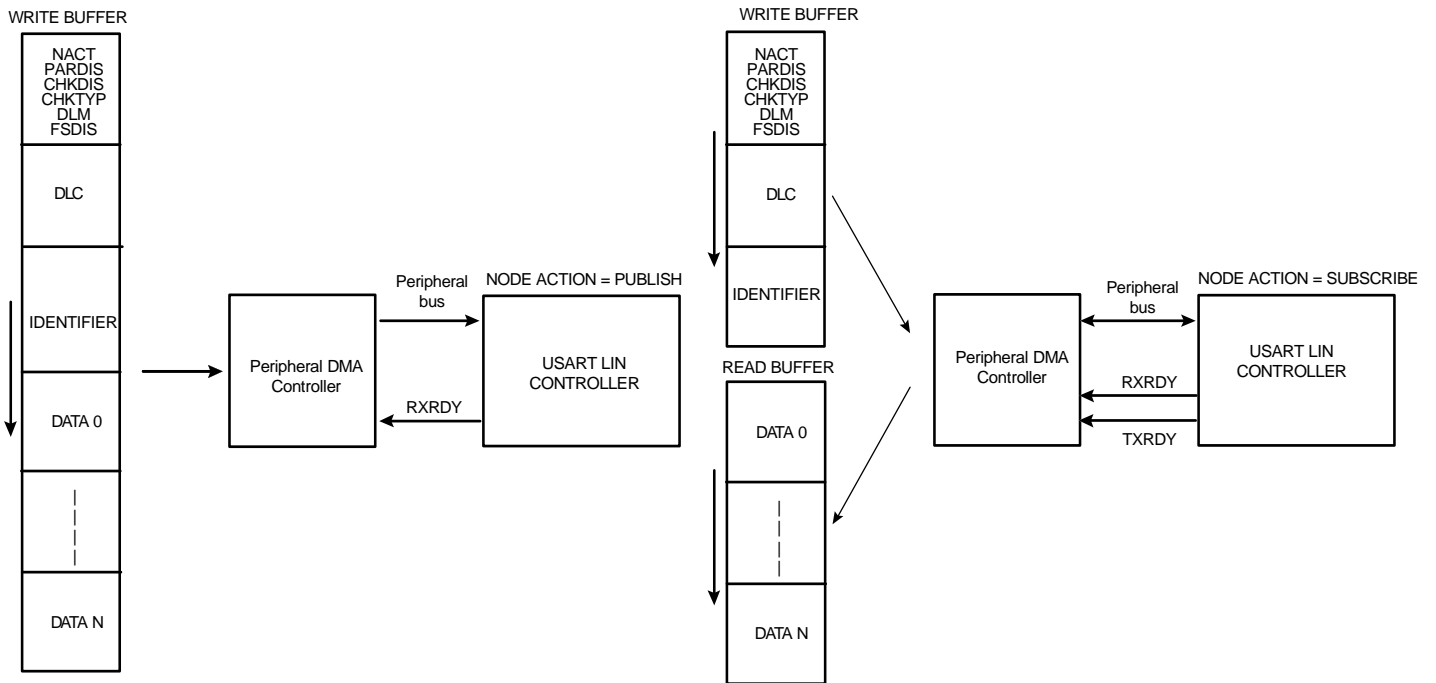 WRITE BUFFER
NACT
PARDIS
CHKDIS
CHKTYP
DLM
FSDIS
DLC
IDENTIFIER
DATA 0
DATA N
Peripheral DMA
Controller
Peripheral
bus
RXRDY
NODE ACTION = PUBLISH
USART LIN
CONTROLLER
WRITE BUFFER
NACT
PARDIS
CHKDIS
CHKTYP
DLM
FSDIS
DLC
IDENTIFIER
READ BUFFER
DATA 0
DATA N
Peripheral DMA
Controller
Peripheral
bus
RXRDY
TXRDY
NODE ACTION = SUBSCRIBE
USART LIN
CONTROLLER